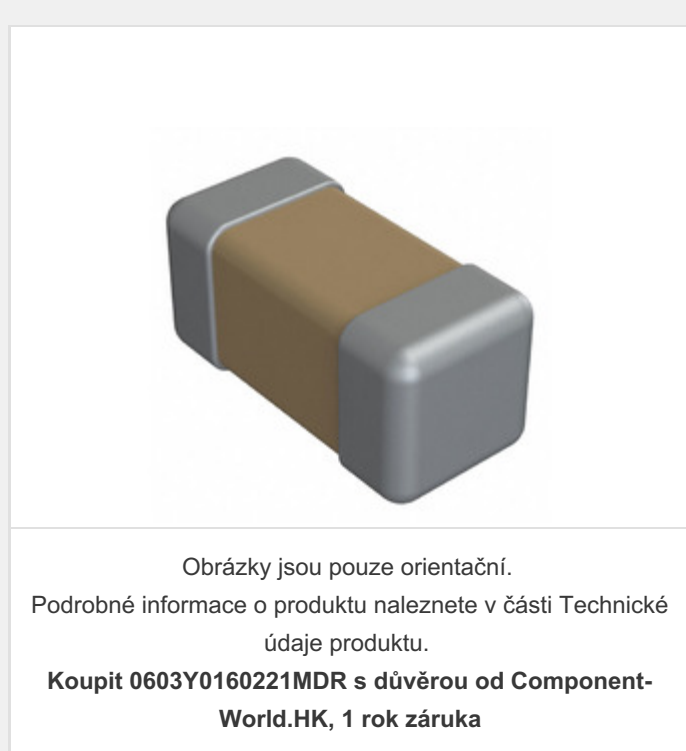 Obrázky jsou pouze orientační.
Podrobné informace o produktu naleznete v části Technické
údaje produktu.
Koupit 0603Y0160221MDR s důvěrou od Component-
World.HK, 1 rok záruka